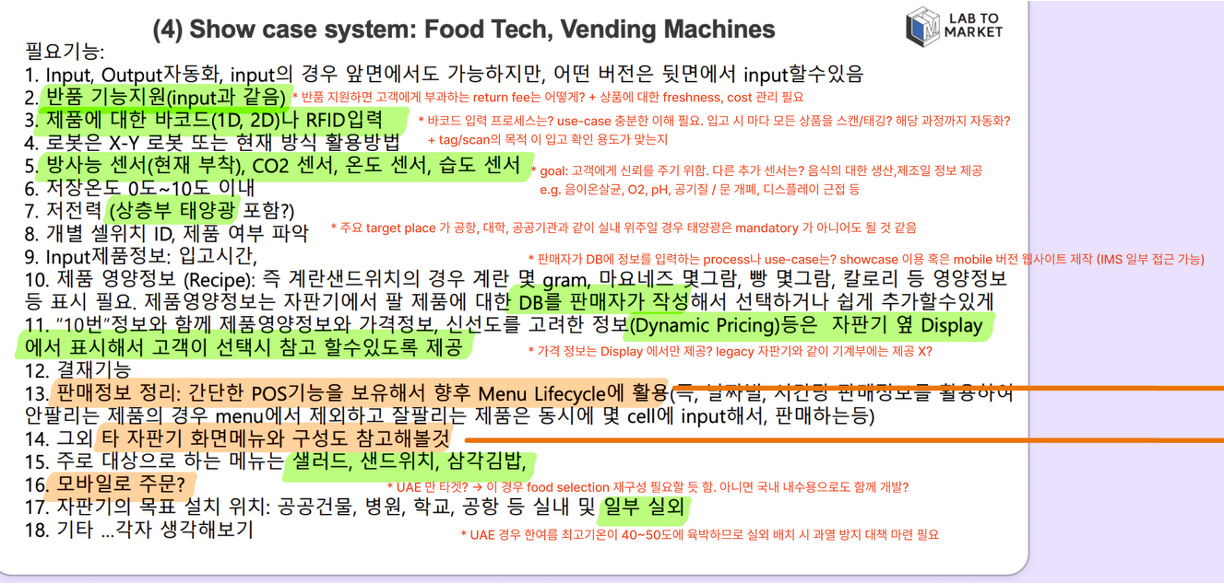 (4) Show case system: Food Tech, Vending Machines
LAB TO
MARKET
필요기능:
1. Input, Output자동화, input의 경우 앞면에서도 가능하지만, 어떤 버전은 뒷면에서 input할수있음
2. 반품 기능지원(input과 같음) * 반품 지원하면 고객에게 부과하는 return fee는 어떻게? + 상품에 대한 freshness, cost 관리 필요
3. 제품에 대한 바코드(1D, 2D)나 RFID입력 * 바코드 입력 프로세스는? use-case 충분한 이해 필요. 입고 시 마다 모든 상품을 스캔/태깅? 해당 과정까지 자동화?
4. 로봇은 X-Y 로봇 또는 현재 방식 활용방법 + tag/scan의 목적 이 입고 확인 용도가 맞는지
5. 방사능 센서(현재 부착), CO2 센서, 온도 센서, 습도 센서 * goal: 고객에게 신뢰를 주기 위함. 다른 추가 센서는? 음식의 대한 생산,제조일 정보 제공
6. 저장온도 0도~10도 이내 e.g. 음이온살균, O2, pH, 공기질 / 문 개폐, 디스플레이 근접 등
7. 저전력 (상층부 태양광 포함?)
8. 개별 셀위치 ID, 제품 여부 파악 * 주요 target place 가 공항, 대학, 공공기관과 같이 실내 위주일 경우 태양광은 mandatory 가 아니어도 될 것 같음
9. Input제품정보: 입고시간, * 판매자가 DB에 정보를 입력하는 process나 use-case는? showcase 이용 혹은 mobile 버전 웹사이트 제작 (IMS 일부 접근 가능)
10. 제품 영양정보 (Recipe): 즉 계란샌드위치의 경우 계란 몇 gram, 마요네즈 몇그람, 빵 몇그람, 칼로리 등 영양정보
등 표시 필요. 제품영양정보는 자판기에서 팔 제품에 대한 DB를 판매자가 작성해서 선택하거나 쉽게 추가할수있게
11. "10번"정보와 함께 제품영양정보와 가격정보, 신선도를 고려한 정보(Dynamic Pricing)등은 자판기 옆 Display
에서 표시해서 고객이 선택시 참고 할수있도록 제공 * 가격 정보는 Display 에서만 제공? legacy 자판기와 같이 기계부에는 제공 X?
12. 결재기능
13. 판매정보 정리: 간단한 POS기능을 보유해서 향후 Menu Lifecycle에 활용(즉, 날짜별, 시간당 판매정보를 활용하여
안팔리는 제품의 경우 menu에서 제외하고 잘팔리는 제품은 동시에 몇 cell에 input해서, 판매하는등)
14. 그외 타 자판기 화면메뉴와 구성도 참고해볼것
15. 주로 대상으로 하는 메뉴는 샐러드, 샌드위치, 삼각김밥,
16. 모바일로 주문? * UAE 만 타겟? → 이 경우 food selection 재구성 필요할 듯 함. 아니면 국내 내수용으로도 함께 개발?
17. 자판기의 목표 설치 위치: 공공건물, 병원, 학교, 공항 등 실내 및 일부 실외
18. 기타 ...각자 생각해보기 * UAE 경우 한여름 최고기온이 40~50도에 육박하므로 실외 배치 시 과열 방지 대책 마련 필요